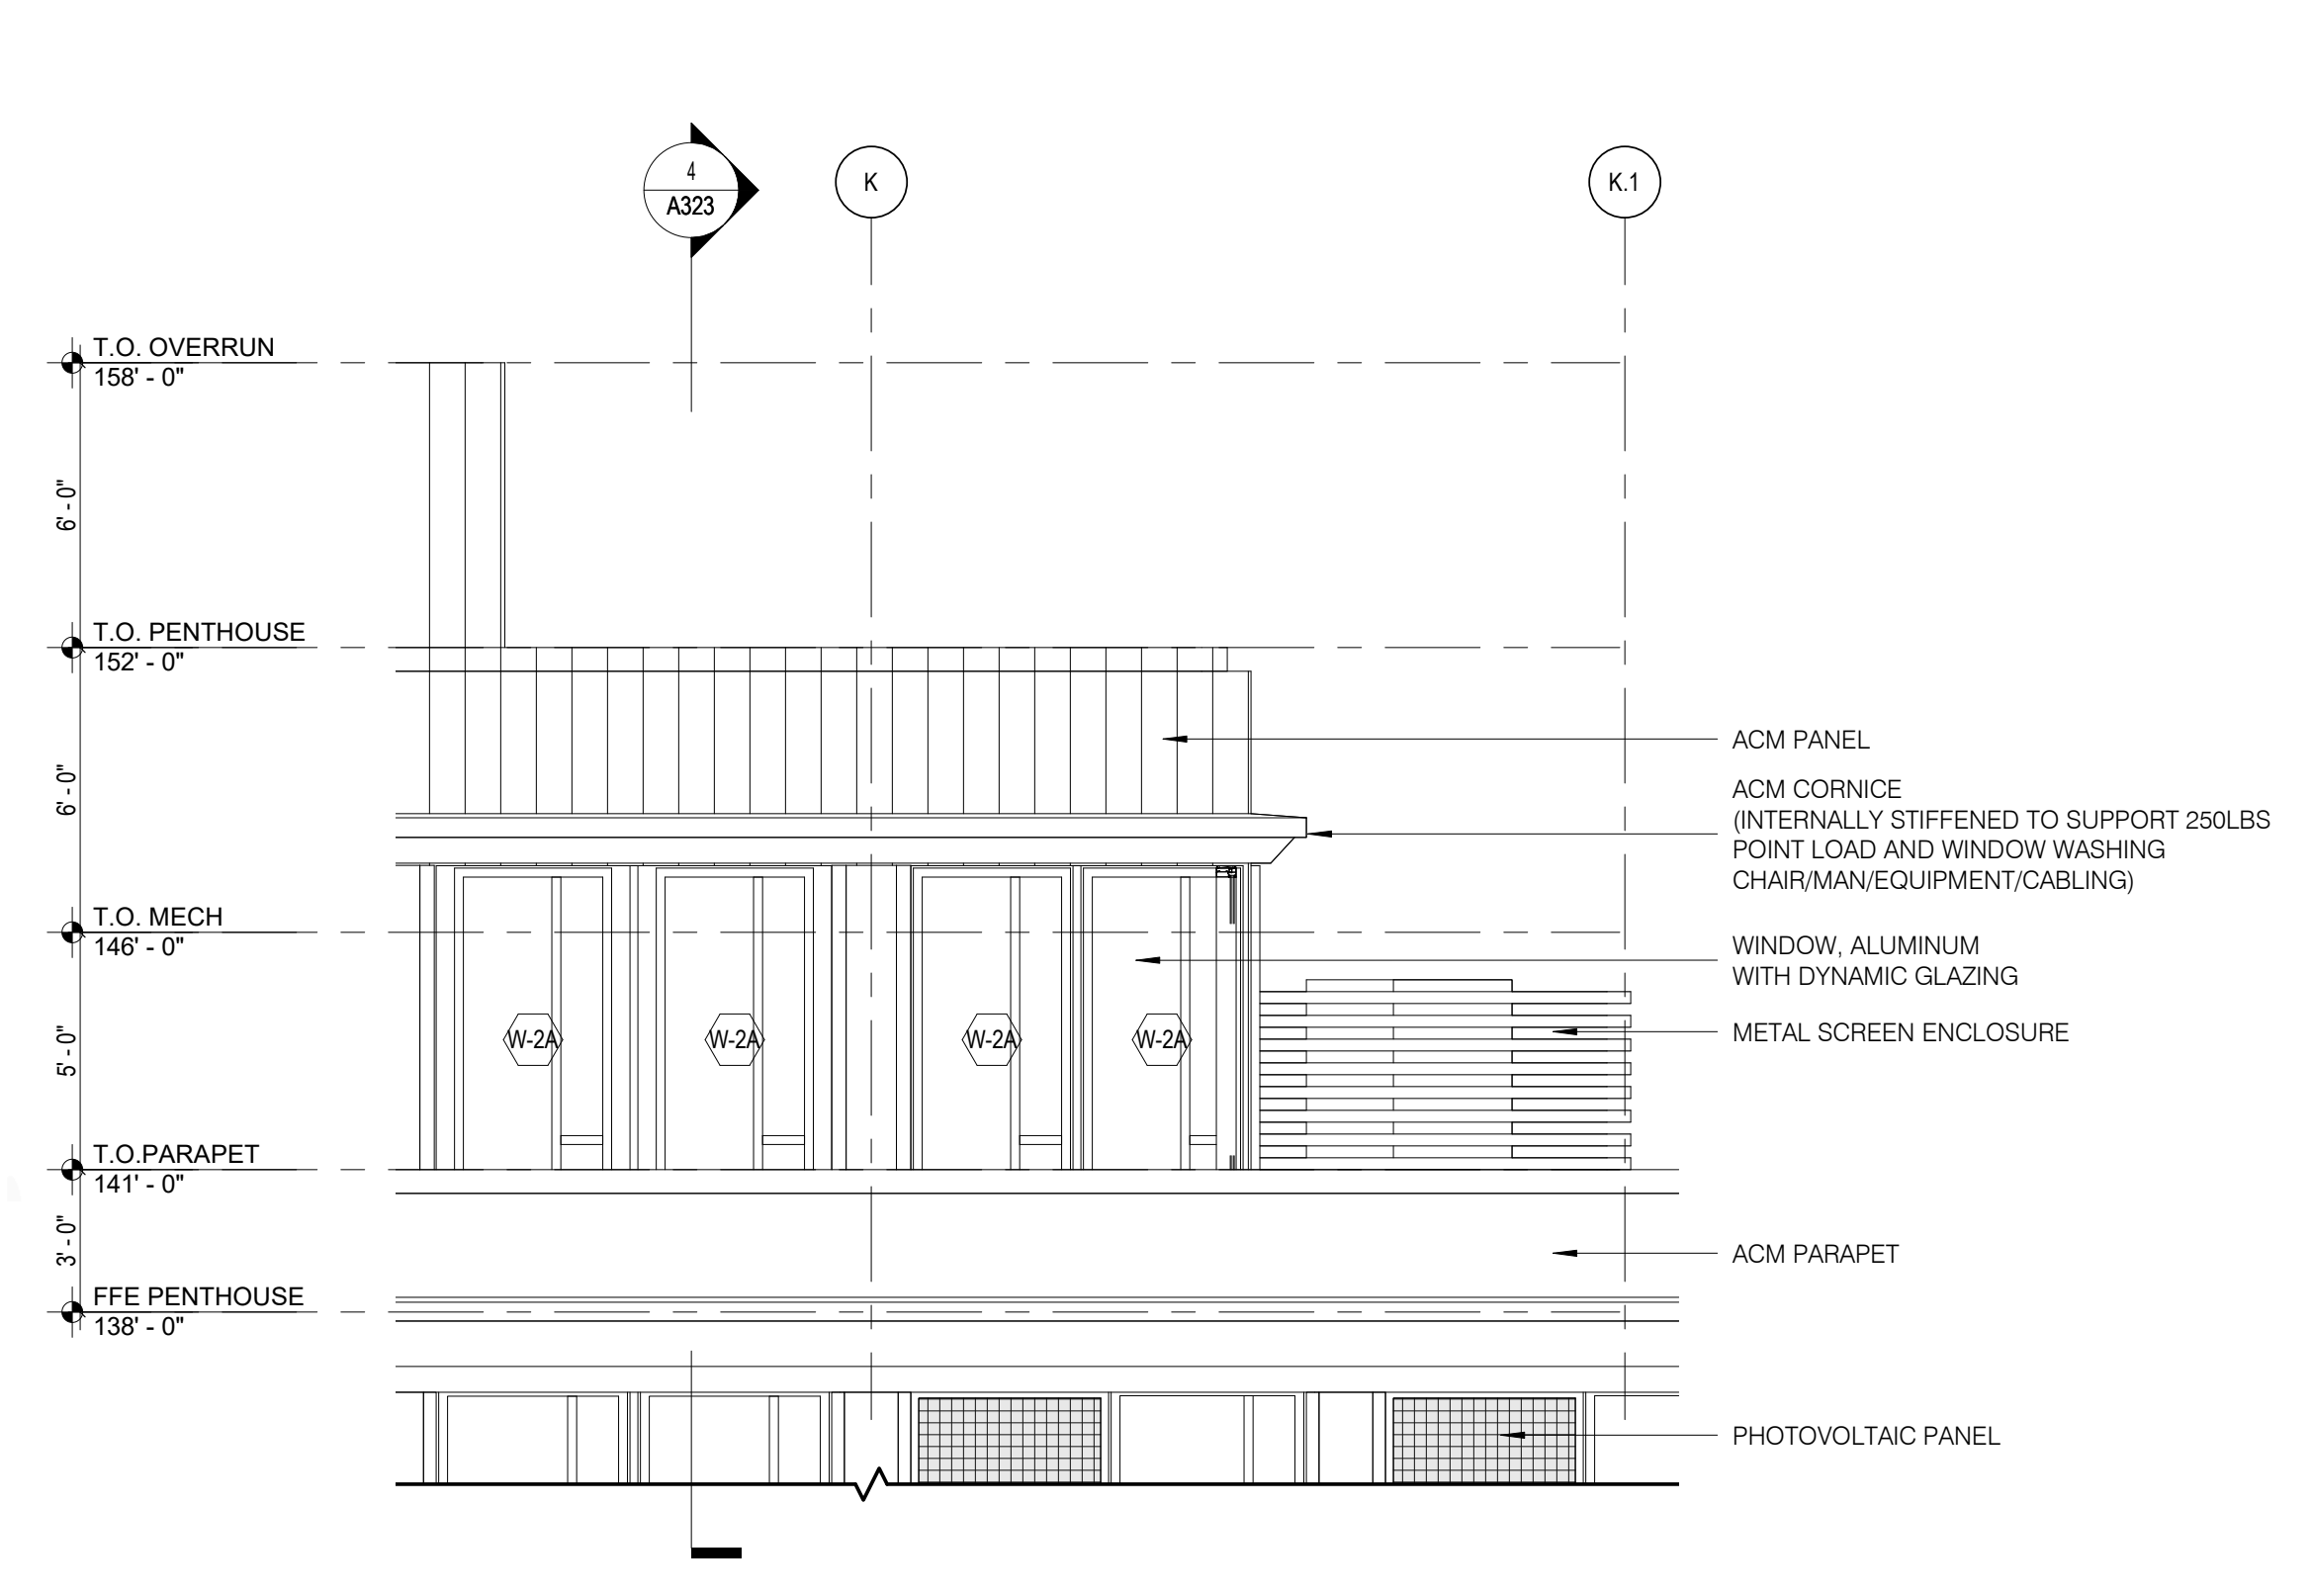 4
A323
K
K.1
T.O. OVERRUN
158' - 0"
6' - 0"
T.O. PENTHOUSE
152' - 0"
6' - 0"
T.O. MECH
146' - 0"
5' - 0"
T.O.PARAPET
141' - 0"
3' - 0"
FFE PENTHOUSE
138' - 0"
W-2A
W-2A
W-2A
W-2A
ACM PANEL
ACM CORNICE
(INTERNALLY STIFFENED TO SUPPORT 250LBS
POINT LOAD AND WINDOW WASHING
CHAIR/MAN/EQUIPMENT/CABLING)
WINDOW, ALUMINUM
WITH DYNAMIC GLAZING
METAL SCREEN ENCLOSURE
ACM PARAPET
PHOTOVOLTAIC PANEL